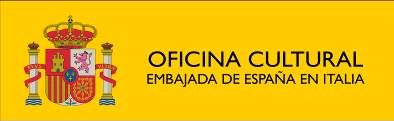 OFICINA CULTURAL
EMBAJADA DE ESPAÑA EN ITALIA